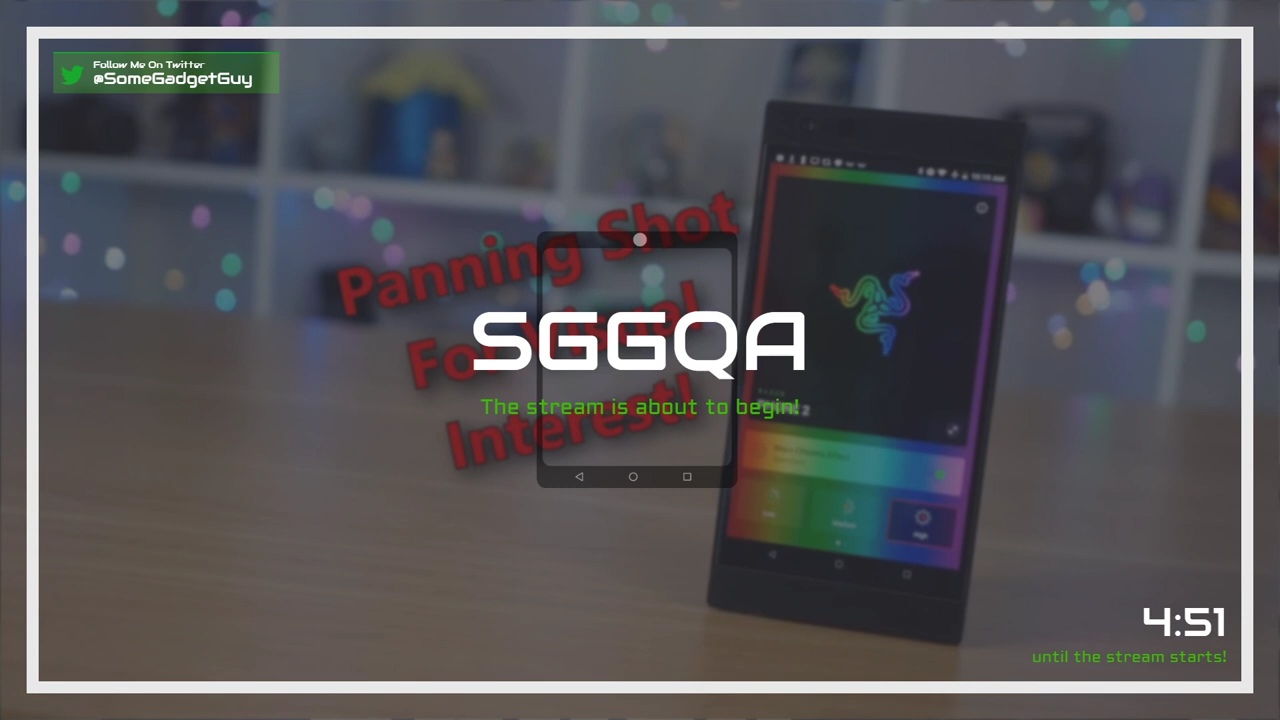 Follow Me On Twitter
@SomeGadgetGuy
Panning Shot
For Visual
Interest!
SGGQA
The stream is about to begin!
4:51
until the stream starts!